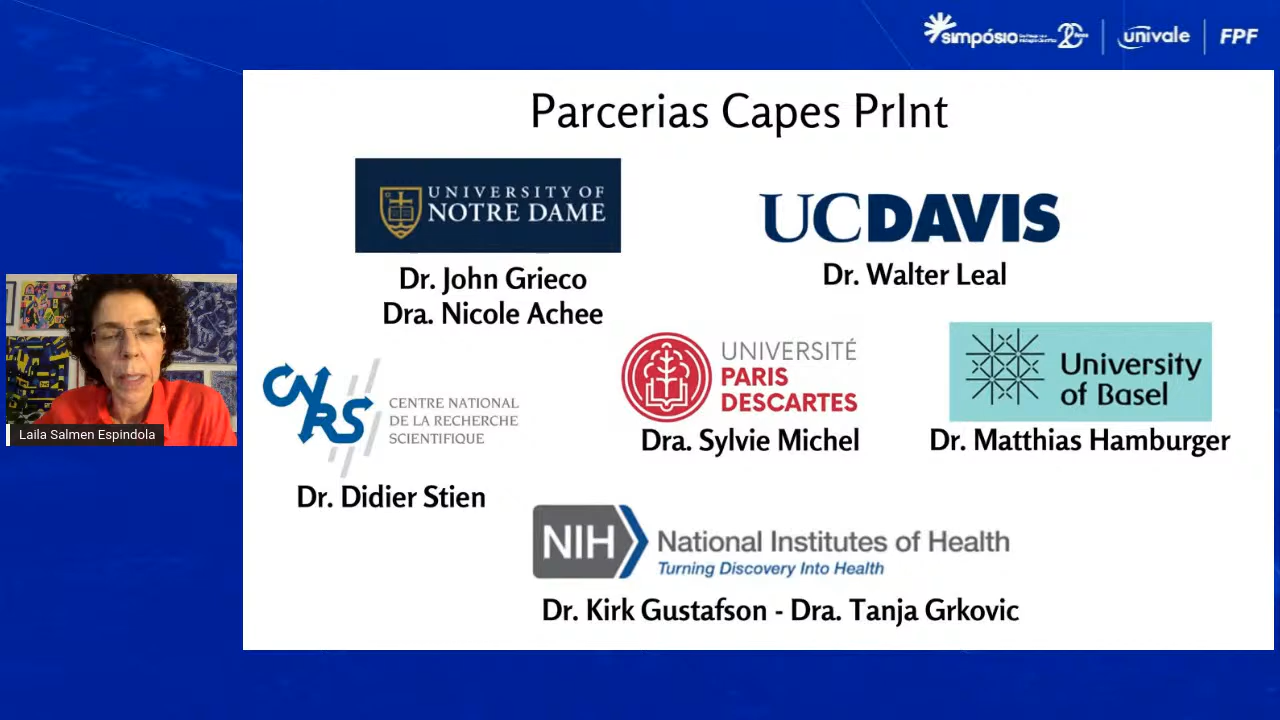 simpósio
20
univale
FPF
Parcerias Capes PrInt
UNIVERSITY OF
NOTRE DAME
Dr. John Grieco
Dra. Nicole Achee
UCDAVIS
Dr. Walter Leal
CNRS
CENTRE NATIONAL
DE LA RECHERCHE
SCIENTIFIQUE
Dr. Didier Stien
UNIVERSITÉ
PARIS
DESCARTES
Dra. Sylvie Michel
University
of Basel
Dr. Matthias Hamburger
NIH
National Institutes of Health
Turning Discovery Into Health
Dr. Kirk Gustafson - Dra. Tanja Grkovic
Laila Salmen Espindola